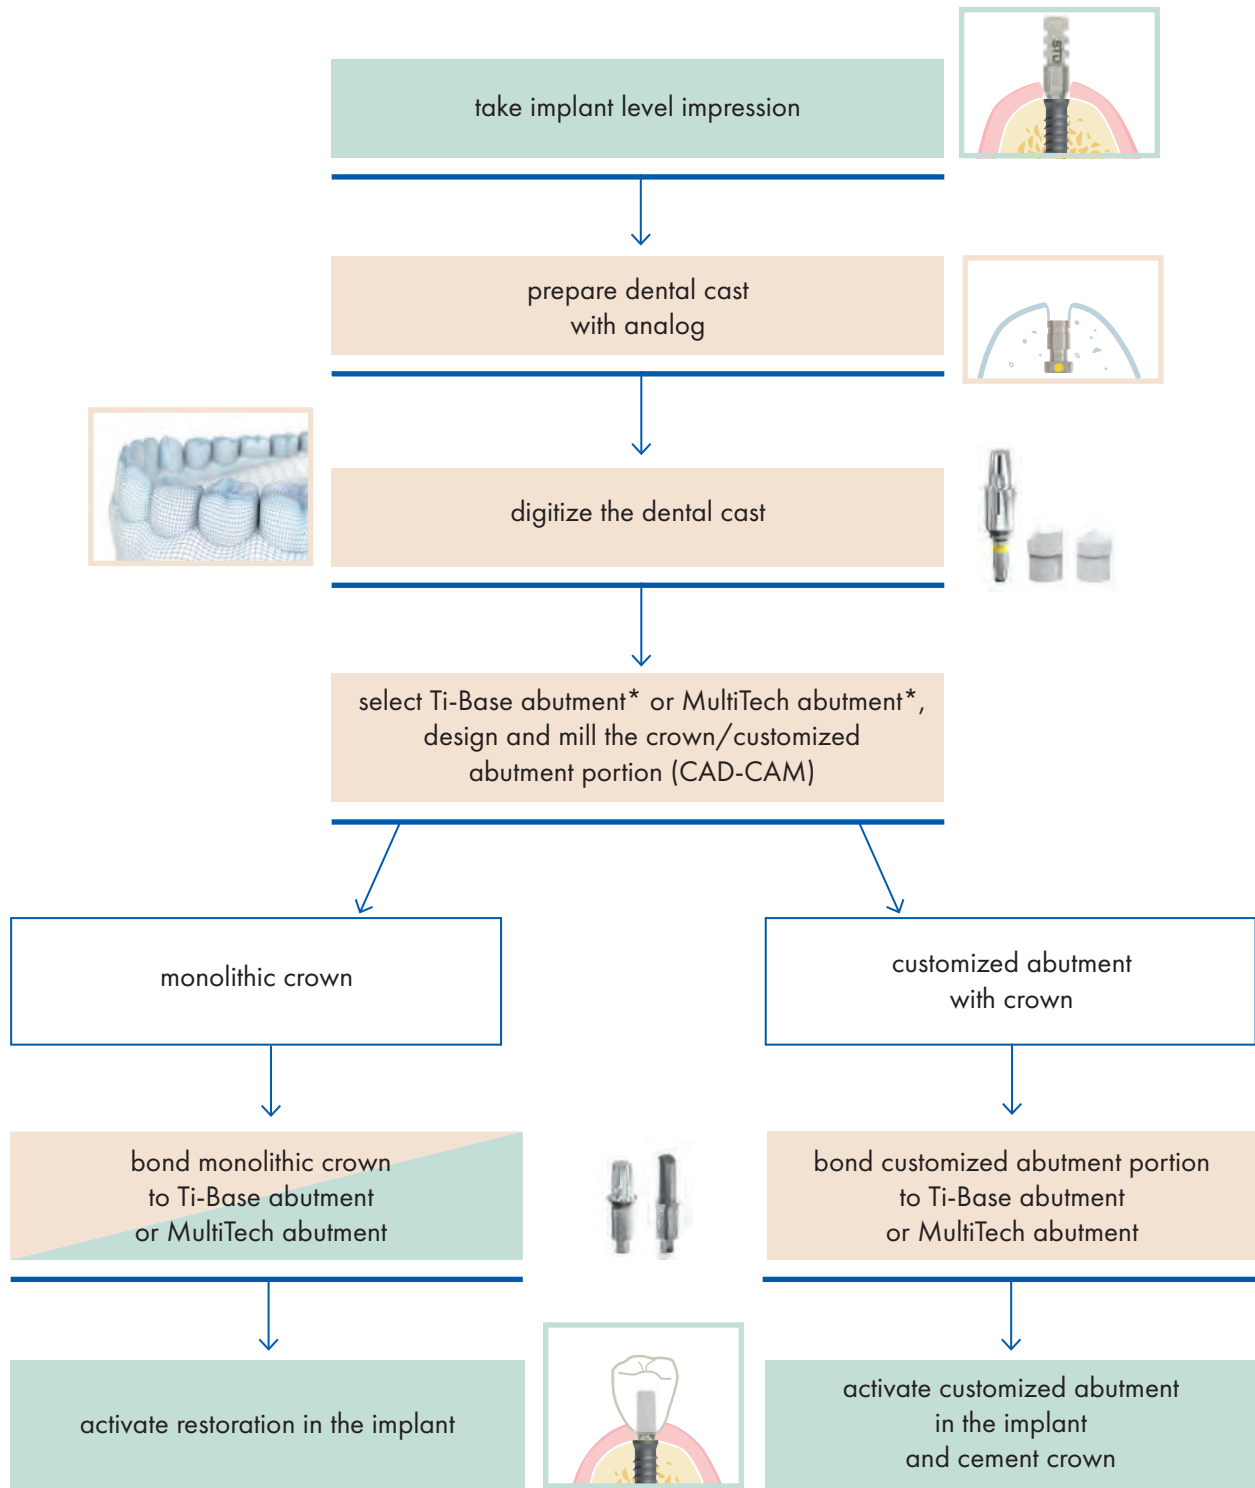 STD
take implant level impression
prepare dental cast
with analog
digitize the dental cast
select Ti-Base abutment* or MultiTech abutment*,
design and mill the crown/customized
abutment portion (CAD-CAM)
monolithic crown
customized abutment
with crown
bond monolithic crown
to Ti-Base abutment
or MultiTech abutment
bond customized abutment portion
to Ti-Base abutment
or MultiTech abutment
activate restoration in the implant
activate customized abutment
in the implant
and cement crown